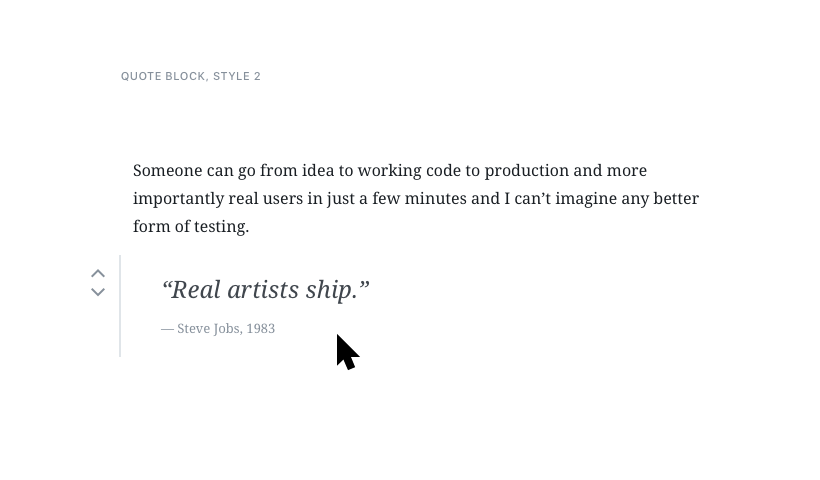 QUOTE BLOCK, STYLE 2
Someone can go from idea to working code to production and more
importantly real users in just a few minutes and I can’t imagine any better
form of testing.
“Real artists ship.”
— Steve Jobs, 1983